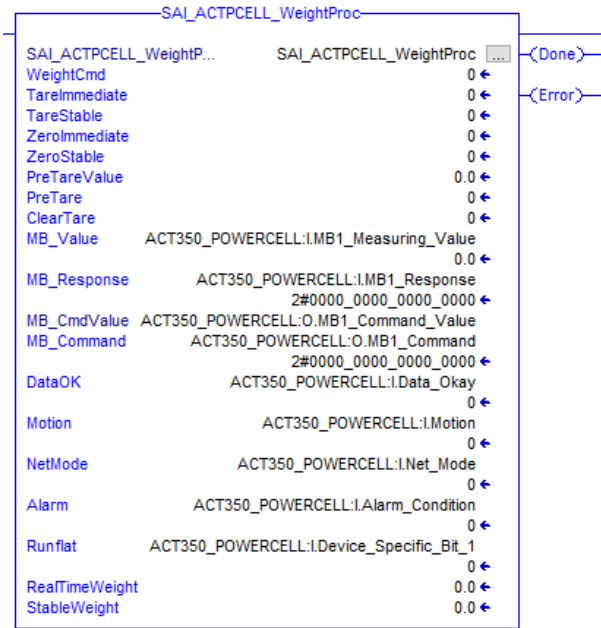 SAI_ACTPCELL_WeightProc
SAI_ACTPCELL_WeightP... SAI_ACTPCELL_WeightProc ... (Done)
WeightCmd 0
TareImmediate 0 (Error)
TareStable 0
ZeroImmediate 0
ZeroStable 0
PreTareValue 0.0
PreTare 0
ClearTare 0
MB_Value ACT350_POWERCELL:I.MB1_Measuring_Value
0.0
MB_Response ACT350_POWERCELL:I.MB1_Response
2#0000_0000_0000_0000
MB_CmdValue ACT350_POWERCELL:O.MB1_Command_Value
MB_Command ACT350_POWERCELL:O.MB1_Command
2#0000_0000_0000_0000
DataOK ACT350_POWERCELL:I.Data_Okay
0
Motion ACT350_POWERCELL:I.Motion
0
NetMode ACT350_POWERCELL:I.Net_Mode
0
Alarm ACT350_POWERCELL:I.Alarm_Condition
0
Runflat ACT350_POWERCELL:I.Device_Specific_Bit_1
0
RealTimeWeight 0.0
StableWeight 0.0